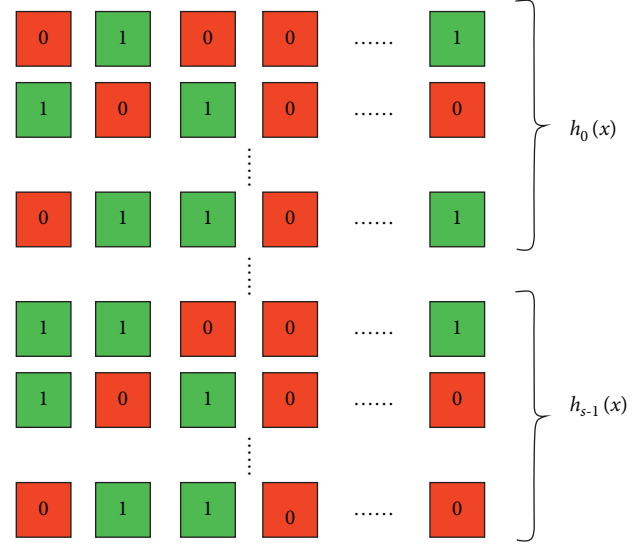 0 1 0 0 ...... 1
1 0 1 0 ...... 0
......
h₀(x)
0 1 1 0 ...... 1
......
1 1 0 0 ...... 1
1 0 1 0 ...... 0
hₛ₋₁(x)
......
0 1 1 0 ...... 0